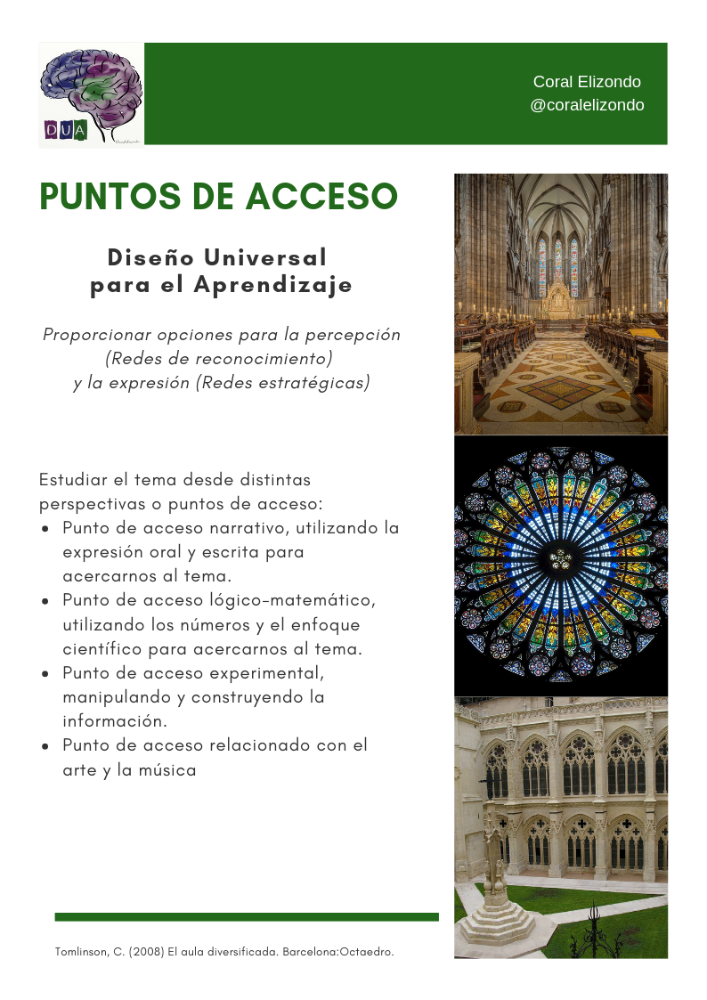 DUA
Coral Elizondo
@coralelizondo
PUNTOS DE ACCESO
Diseño Universal
para el Aprendizaje
Proporcionar opciones para la percepción
(Redes de reconocimiento)
y la expresión (Redes estratégicas)
Estudiar el tema desde distintas
perspectivas o puntos de acceso:
• Punto de acceso narrativo, utilizando la
expresión oral y escrita para
acercarnos al tema.
• Punto de acceso lógico-matemático,
utilizando los números y el enfoque
científico para acercarnos al tema.
• Punto de acceso experimental,
manipulando y construyendo la
información.
• Punto de acceso relacionado con el
arte y la música
Tomlinson, C. (2008) El aula diversificada. Barcelona:Octaedro.